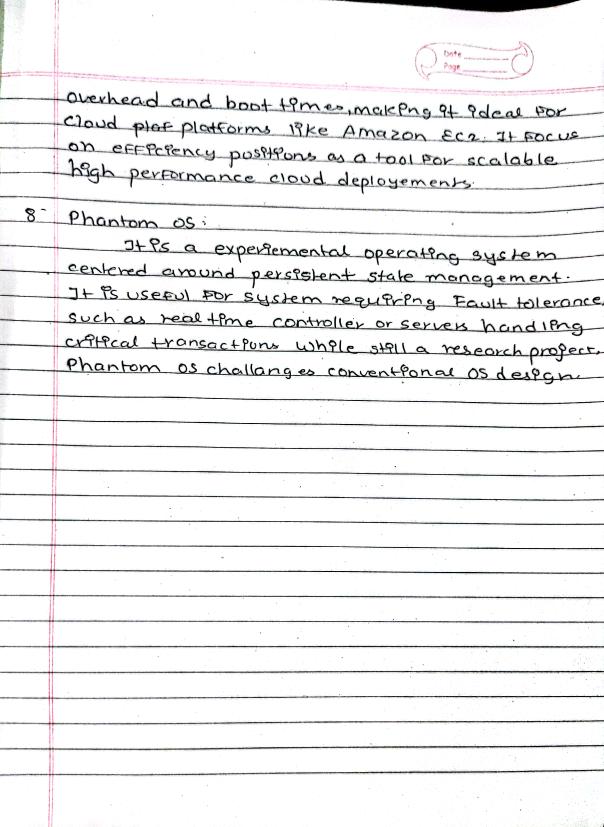 Date
Page
overhead and boot times, making it ideal for
cloud plaf platforms like Amazon EC2. It focus
on efficiency positions as a tool for scalable
high performance cloud deployements.
8- Phantom OS:
It is a experiemental operating system
centered around persistent state management.
It is useful for system requiring fault tolerance,
such as real time controller or servers handling
critical transactions while still a research project,
Phantom OS challanges conventional OS design.